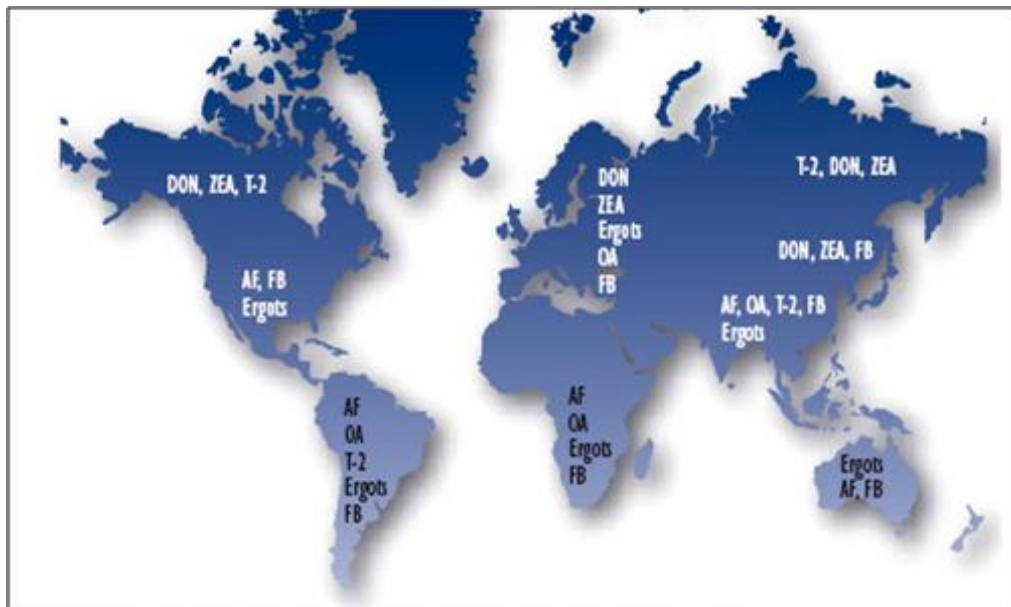 DON, ZEA, T-2
AF, FB
Ergots
AF
OA
T-2
Ergots
FB
DON
ZEA
Ergots
OA
FB
AF
OA
Ergots
FB
T-2, DON, ZEA
DON, ZEA, FB
AF, OA, T-2, FB
Ergots
Ergots
AF, FB